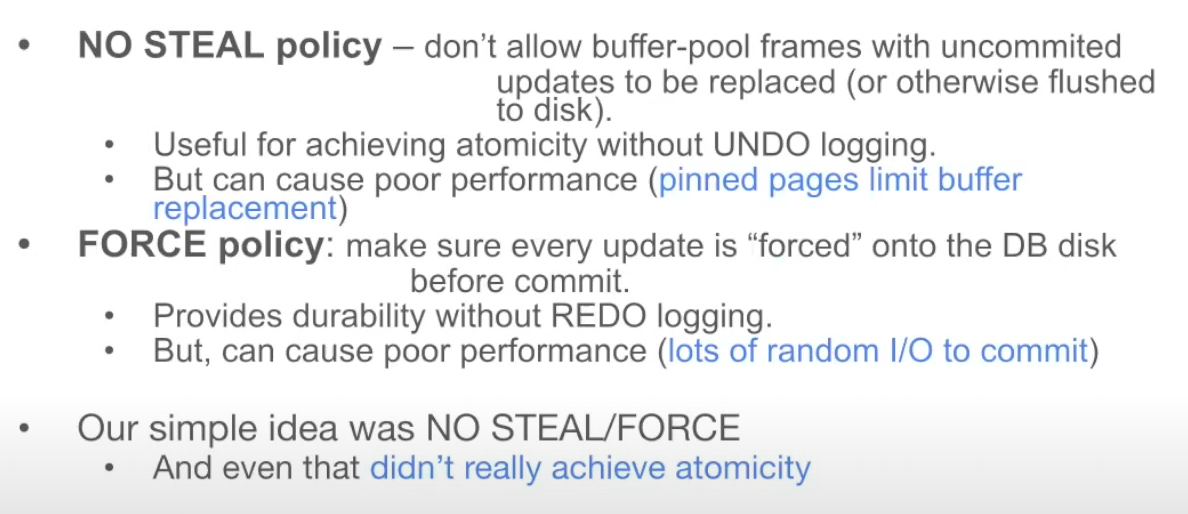 • NO STEAL policy – don’t allow buffer-pool frames with uncommited
updates to be replaced (or otherwise flushed
to disk).
• Useful for achieving atomicity without UNDO logging.
• But can cause poor performance (pinned pages limit buffer
replacement)
• FORCE policy: make sure every update is “forced” onto the DB disk
before commit.
• Provides durability without REDO logging.
• But, can cause poor performance (lots of random I/O to commit)
• Our simple idea was NO STEAL/FORCE
• And even that didn’t really achieve atomicity